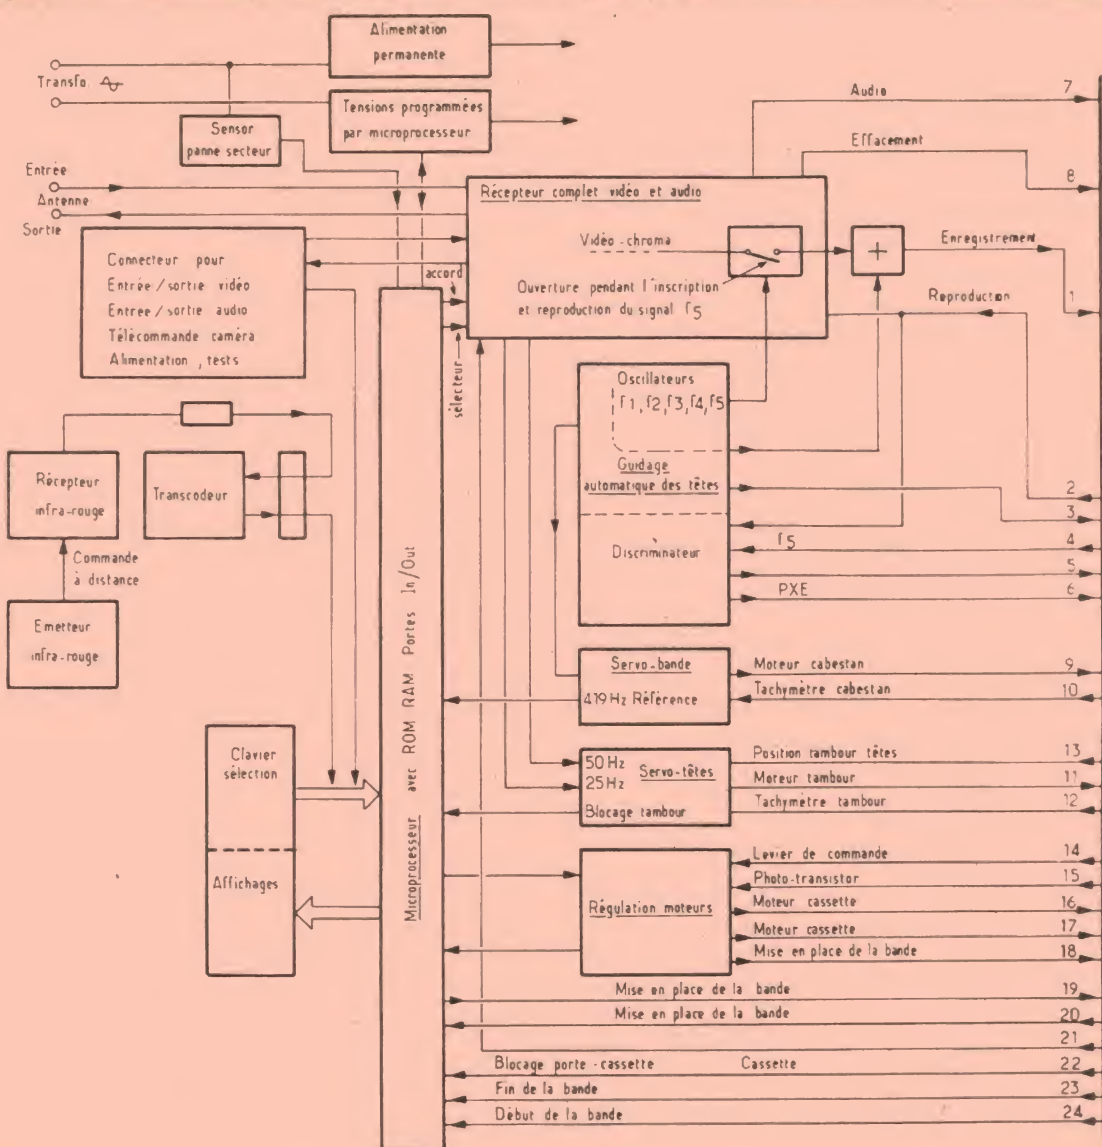 Alimentation
permanente
Transfo.
Tensions programmées
par microprocesseur
Sensor
panne secteur
Audio
7
Effacement
8
Entrée
Antenne
Sortie
Récepteur complet vidéo et audio
Vidéo-chroma
Ouverture pendant l'inscription
et reproduction du signal f5
+
Enregistrement
1
Reproduction
Connecteur pour
Entrée/sortie vidéo
Entrée/sortie audio
Télécommande caméra
Alimentation, tests
accord
sélecteur
Oscillateurs
f1, f2, f3, f4, f5
Guidage
automatique des têtes
Discriminateur
2
3
f5
4
5
PXE
6
Récepteur
infra-rouge
Transcodeur
Commande
à distance
Emetteur
infra-rouge
Microprocesseur avec ROM RAM Portes In/Out
Servo-bande
419 Hz Référence
Moteur cabestan
9
Tachymètre cabestan
10
Clavier
sélection
Affichages
50 Hz
25 Hz
Servo-têtes
Blocage tambour
Position tambour têtes
13
Moteur tambour
11
Tachymètre tambour
12
Régulation moteurs
Levier de commande
14
Photo-transistor
15
Moteur cassette
16
Moteur cassette
17
Mise en place de la bande
18
Mise en place de la bande
19
Mise en place de la bande
20
21
Blocage porte-cassette Cassette
22
Fin de la bande
23
Début de la bande
24